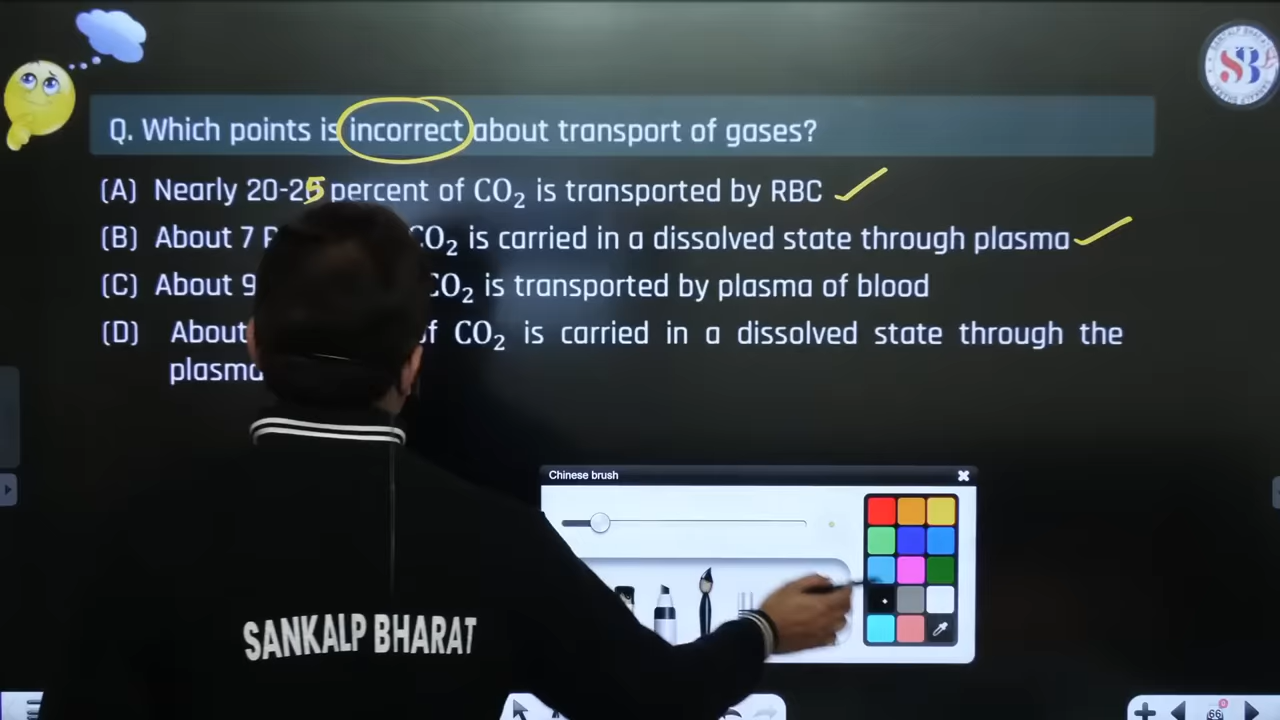 Q. Which points is incorrect about transport of gases?
(A) Nearly 20-25 percent of CO₂ is transported by RBC
(B) About 7 CO₂ is carried in a dissolved state through plasma
(C) About 9 CO₂ is transported by plasma of blood
(D) About of CO₂ is carried in a dissolved state through the
plasma
Chinese brush
SANKALP BHARAT
66
SB